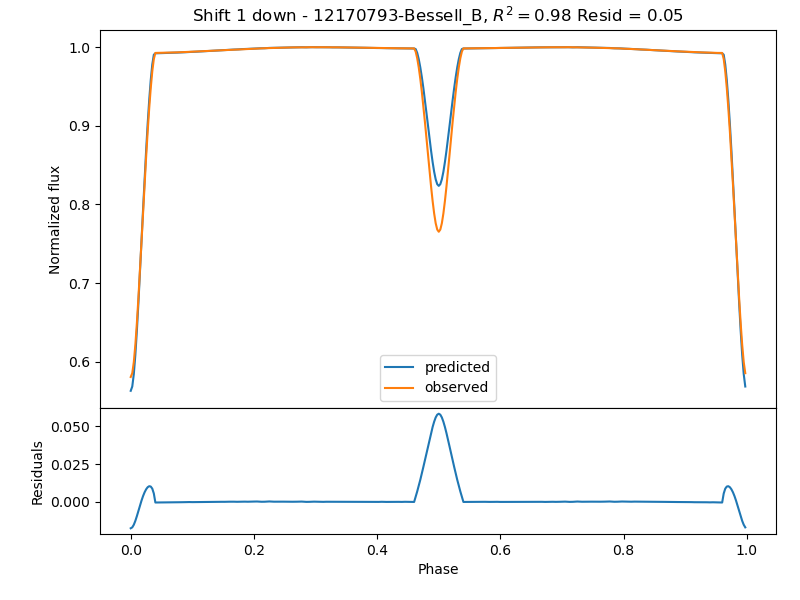 Shift 1 down - 12170793-Bessell_B, $R^2 = 0.98$ Resid = 0.05
1.0
0.9
0.8
0.7
0.6
Normalized flux
predicted
observed
0.050
0.025
0.000
Residuals
0.0 0.2 0.4 0.6 0.8 1.0
Phase